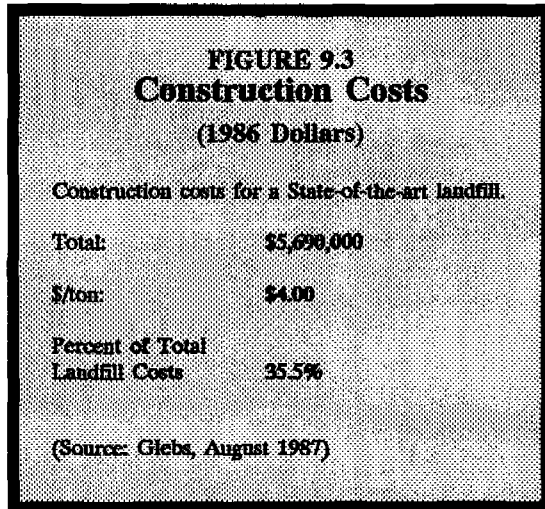 FIGURE 9.3
Construction Costs
(1986 Dollars)
Construction costs for a State-of-the-art landfill.
Total: $5,690,000
$/ton: $4.00
Percent of Total
Landfill Costs 35.5%
(Source: Glebs, August 1987)